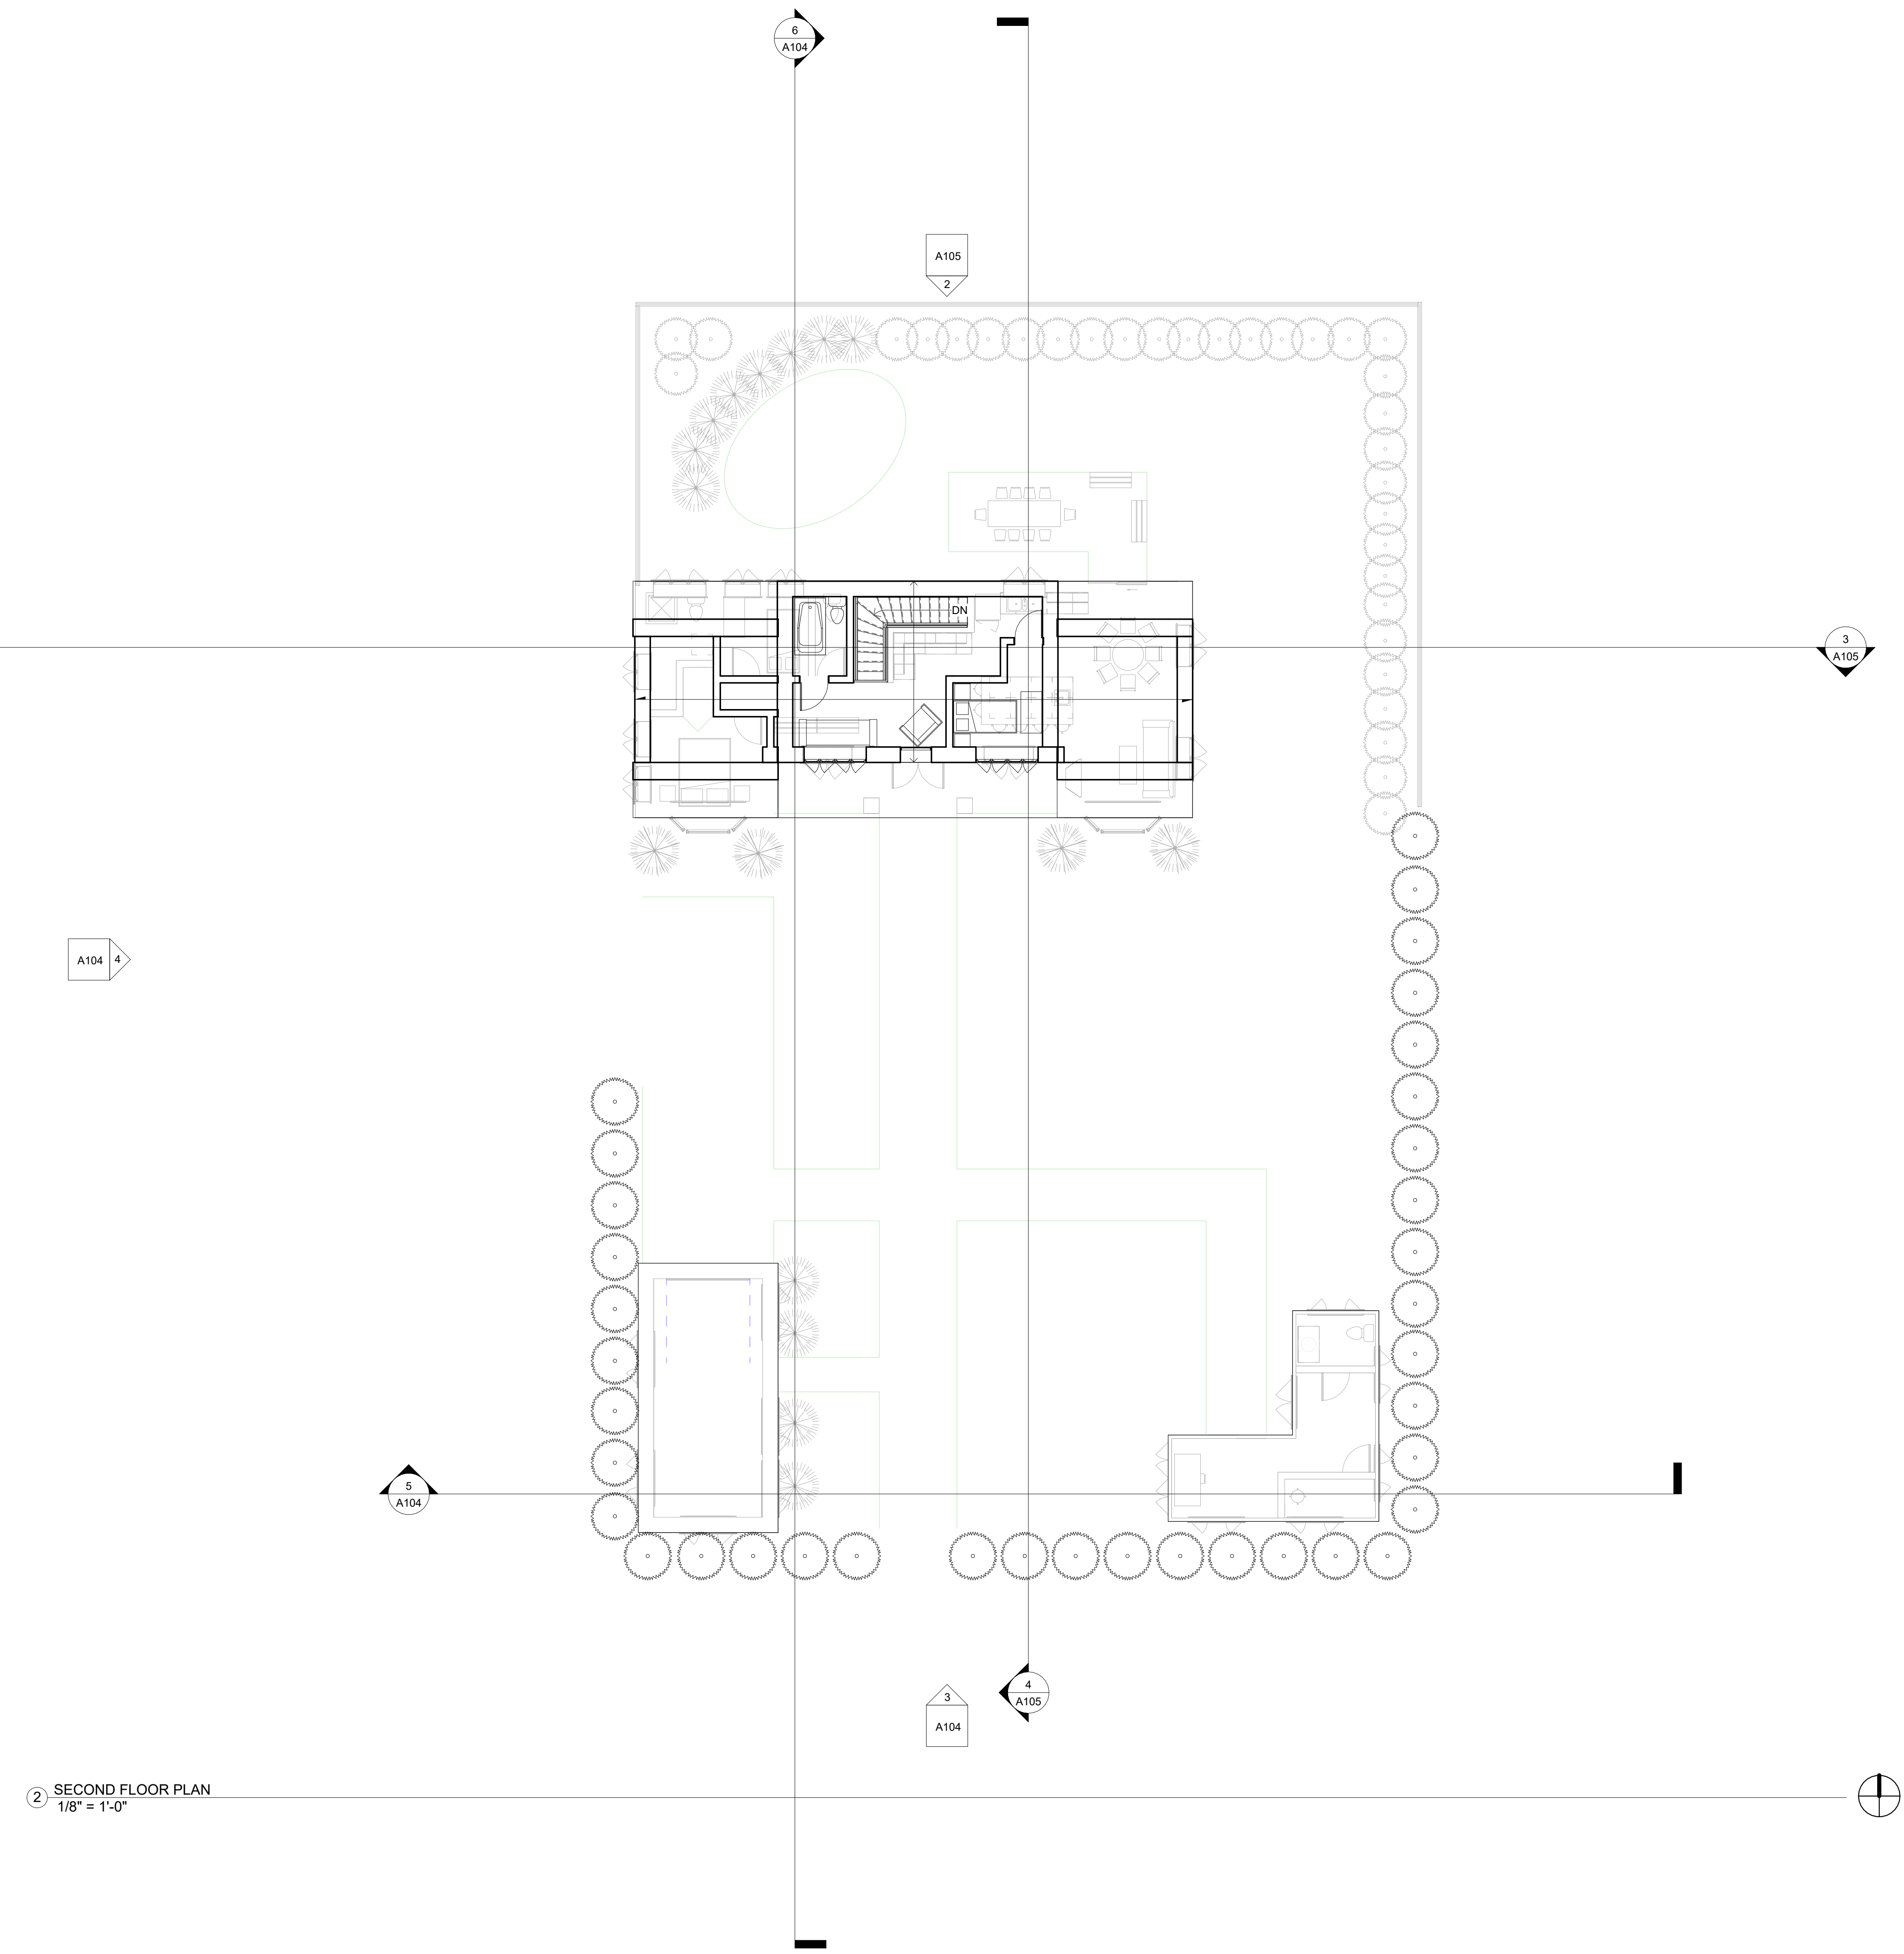 6
A104
A105
2
DN
3
A105
A104
4
5
A104
4
A105
3
A104
2
SECOND FLOOR PLAN
1/8" = 1'-0"